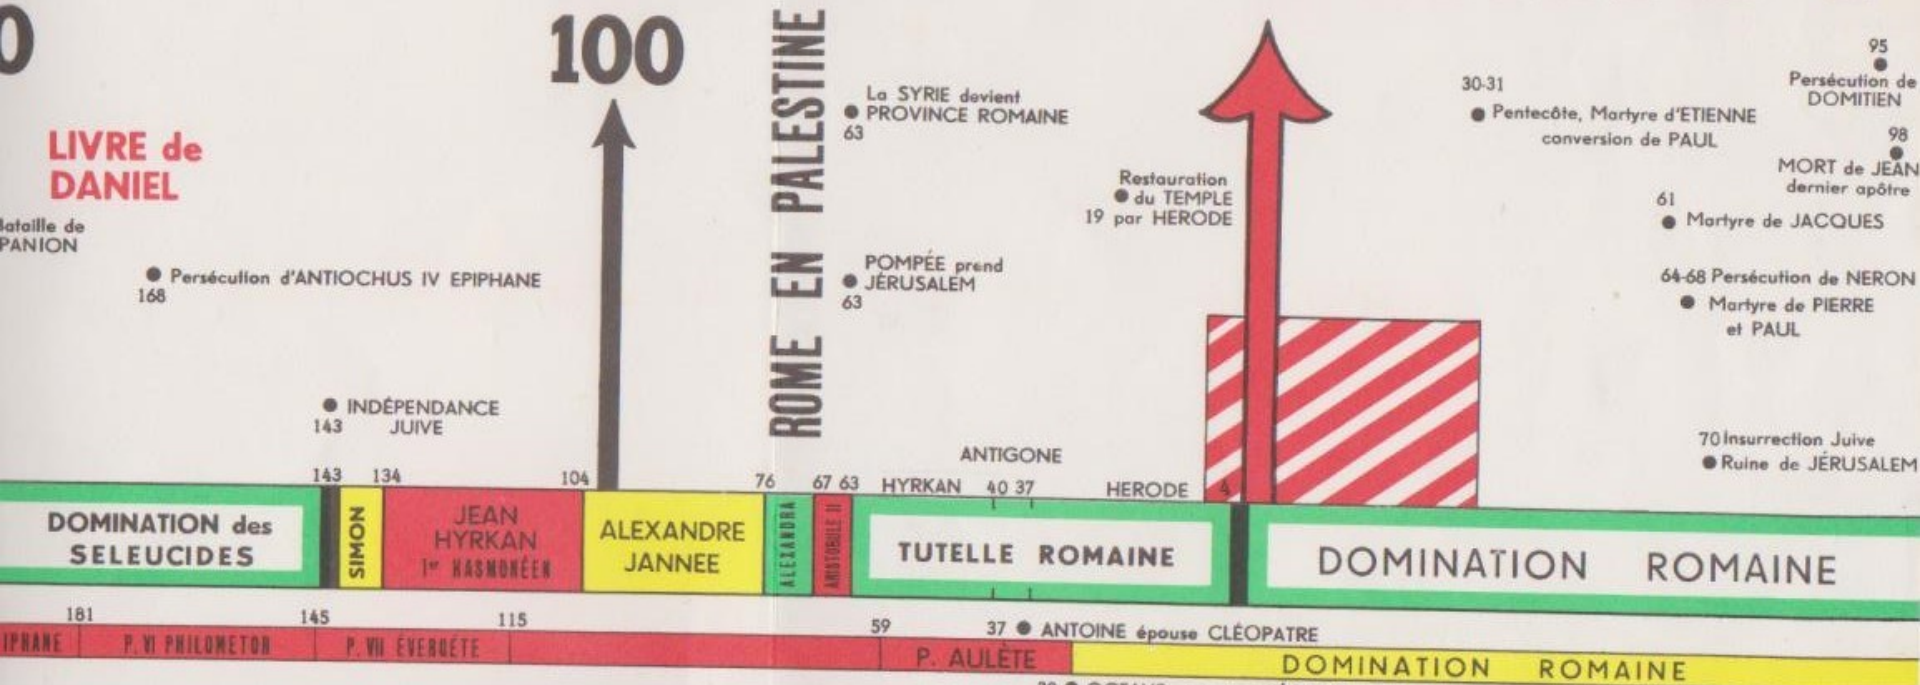 0
100
ROME EN PALESTINE
LIVRE de
DANIEL
Bataille de
PANION
168
Persécution d'ANTIOCHUS IV EPIPHANE
143
INDÉPENDANCE
JUIVE
La SYRIE devient
PROVINCE ROMAINE
63
POMPÉE prend
JÉRUSALEM
63
Restauration
du TEMPLE
19 par HERODE
30-31
Pentecôte, Martyre d'ETIENNE
conversion de PAUL
95
Persécution de
DOMITIEN
98
MORT de JEAN
dernier apôtre
61
Martyre de JACQUES
64-68 Persécution de NERON
Martyre de PIERRE
et PAUL
70 Insurrection Juive
Ruine de JÉRUSALEM
ANTIGONE
143 134 104 76 67 63 HYRKAN 40 37 HERODE 4
DOMINATION des
SELEUCIDES
SIMON
JEAN
HYRKAN
1er HASMONÉEN
ALEXANDRE
JANNEE
ALEXANDRA
ARISTOBULE II
TUTELLE ROMAINE
DOMINATION ROMAINE
181 145 115 59 37 ANTOINE épouse CLÉOPATRE
IPHANE P. VI PHILOMETOR P. VII ÉVERGÉTE P. AULÈTE DOMINATION ROMAINE